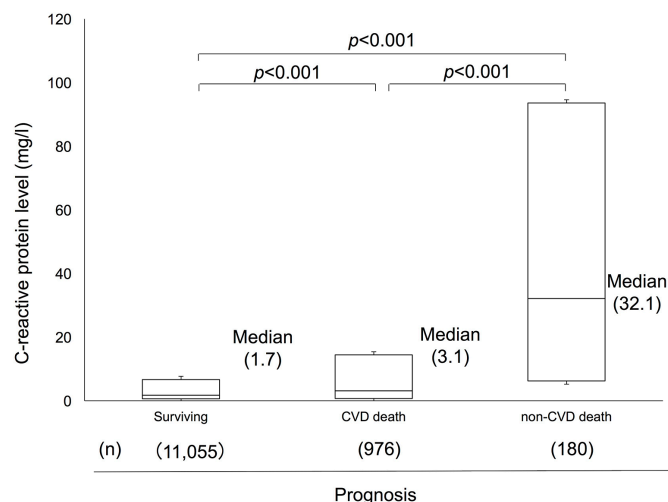 120
100
80
60
40
20
0
C-reactive protein level (mg/l)
p<0.001
p<0.001
p<0.001
Median
(1.7)
Median
(3.1)
Median
(32.1)
Surviving
CVD death
non-CVD death
(n)
(11,055)
(976)
(180)
Prognosis